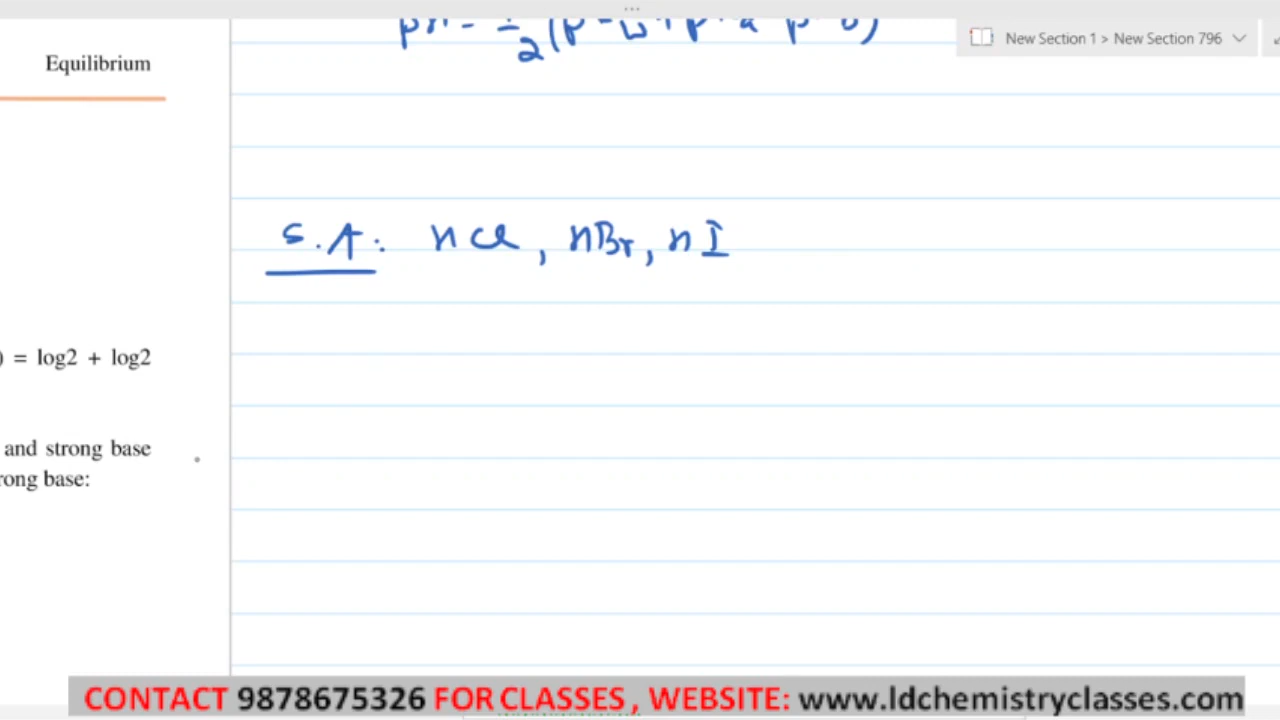 New Section 1 > New Section 796
Equilibrium
S.A: HCl, HBr, HI
) = log2 + log2
and strong base
rong base:
CONTACT 9878675326 FOR CLASSES , WEBSITE: www.ldchemistryclasses.com